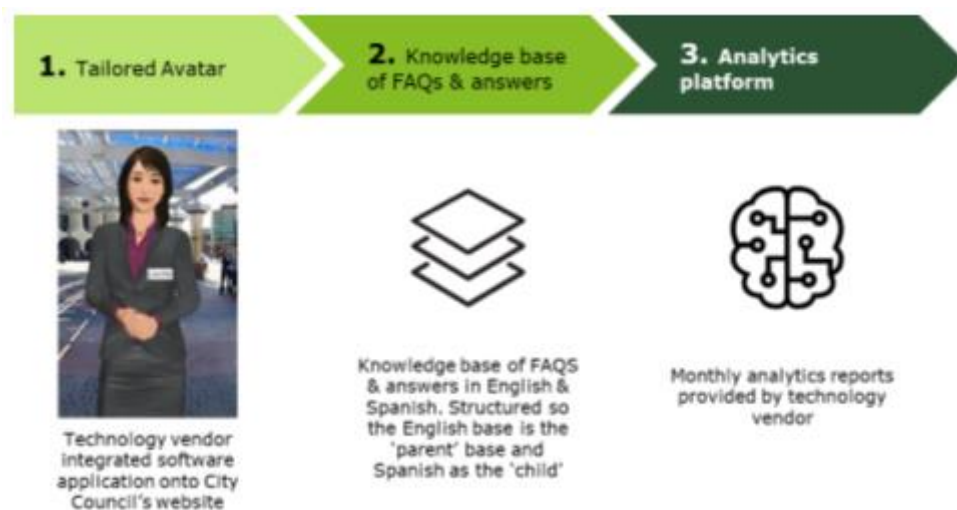 1. Tailored Avatar
2. Knowledge base
of FAQs & answers
3. Analytics
platform
Technology vendor
integrated software
application onto City
Council's website
Knowledge base of FAQS
& answers in English &
Spanish. Structured so
the English base is the
'parent' base and
Spanish as the 'child'
Monthly analytics reports
provided by technology
vendor